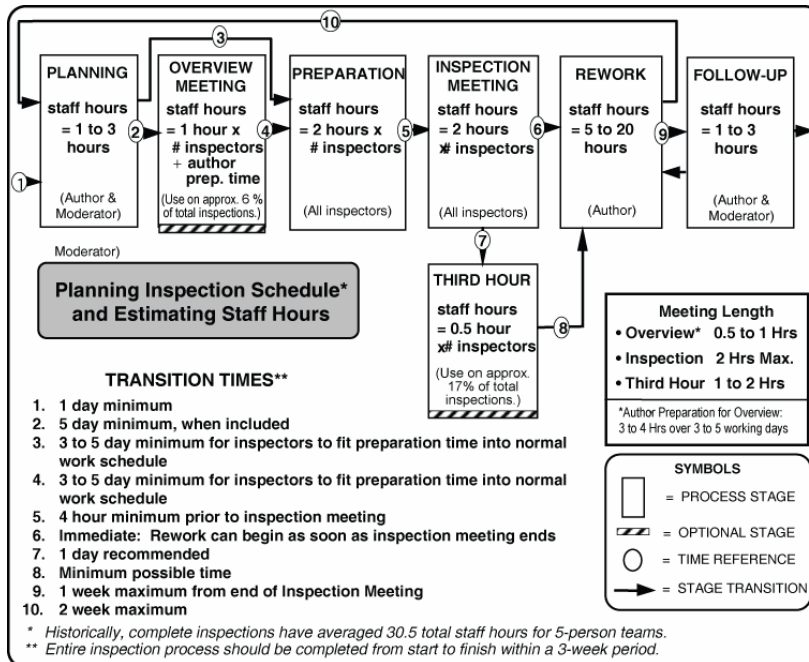 10
3
PLANNING
staff hours
= 1 to 3
hours
(Author &
Moderator)
1
2
OVERVIEW
MEETING
staff hours
= 1 hour x
# inspectors
+ author
prep. time
(Use on approx. 6 %
of total inspections.)
4
PREPARATION
staff hours
= 2 hours x
# inspectors
(All inspectors)
5
INSPECTION
MEETING
staff hours
= 2 hours
x# inspectors
(All inspectors)
6
REWORK
staff hours
= 5 to 20
hours
(Author)
9
FOLLOW-UP
staff hours
= 1 to 3
hours
(Author &
Moderator)
Moderator)
7
THIRD HOUR
staff hours
= 0.5 hour
x# inspectors
(Use on approx.
17% of total
inspections.)
8
Planning Inspection Schedule*
and Estimating Staff Hours
Meeting Length
• Overview* 0.5 to 1 Hrs
• Inspection 2 Hrs Max.
• Third Hour 1 to 2 Hrs
*Author Preparation for Overview:
3 to 4 Hrs over 3 to 5 working days
TRANSITION TIMES**
1. 1 day minimum
2. 5 day minimum, when included
3. 3 to 5 day minimum for inspectors to fit preparation time into normal
work schedule
4. 3 to 5 day minimum for inspectors to fit preparation time into normal
work schedule
5. 4 hour minimum prior to inspection meeting
6. Immediate: Rework can begin as soon as inspection meeting ends
7. 1 day recommended
8. Minimum possible time
9. 1 week maximum from end of Inspection Meeting
10. 2 week maximum
SYMBOLS
= PROCESS STAGE
= OPTIONAL STAGE
= TIME REFERENCE
= STAGE TRANSITION
* Historically, complete inspections have averaged 30.5 total staff hours for 5-person teams.
** Entire inspection process should be completed from start to finish within a 3-week period.